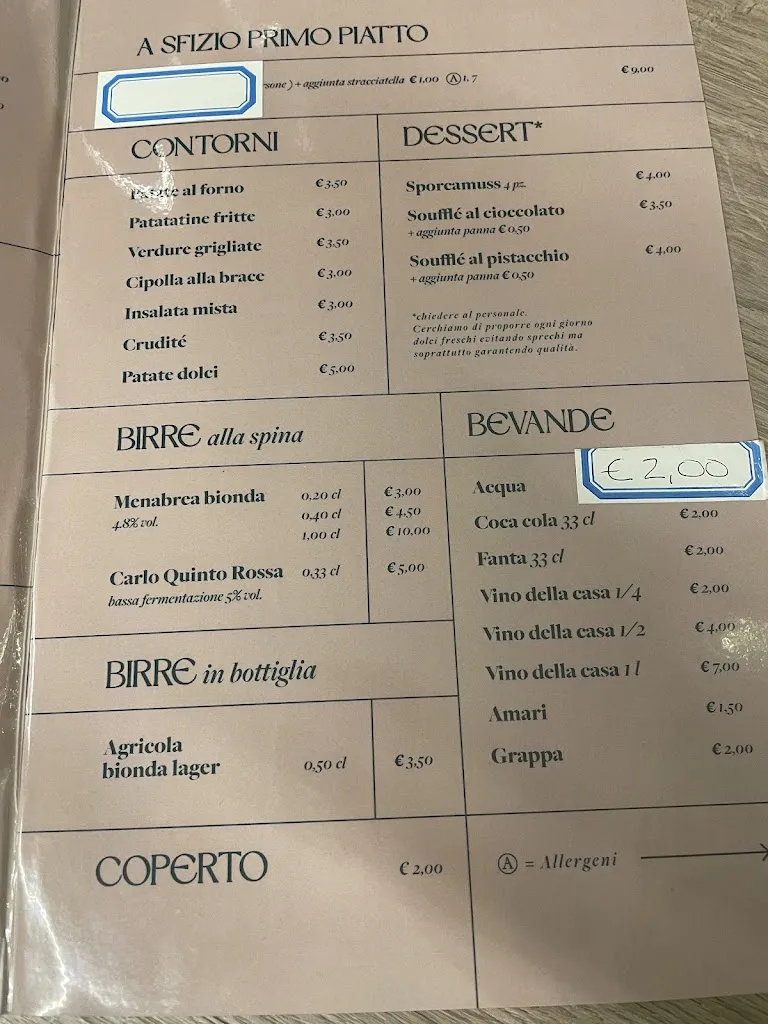 A SFIZIO PRIMO PIATTO
) + aggiunta stracciatella € 1,00 Ⓐ 1, 7 € 9,00
CONTORNI
Patate al forno € 3,50
Patatatine fritte € 3,00
Verdure grigliate € 3,50
Cipolla alla brace € 3,00
Insalata mista € 3,00
Crudité € 3,50
Patate dolci € 5,00
DESSERT*
Sporcamuss 4 pz. € 4,00
Soufflé al cioccolato € 3,50
+ aggiunta panna € 0,50
Soufflé al pistacchio € 4,00
+ aggiunta panna € 0,50
*chiedere al personale.
Cerchiamo di proporre ogni giorno
dolci freschi evitando sprechi ma
soprattutto garantendo qualità.
BIRRE alla spina
Menabrea bionda 0,20 cl € 3,00
4.8% vol. 0,40 cl € 4,50
1,00 cl € 10,00
Carlo Quinto Rossa 0,33 cl € 5,00
bassa fermentazione 5% vol.
BIRRE in bottiglia
Agricola
bionda lager 0,50 cl € 3,50
BEVANDE
Acqua € 2,00
Coca cola 33 cl € 2,00
Fanta 33 cl € 2,00
Vino della casa 1/4 € 2,00
Vino della casa 1/2 € 4,00
Vino della casa 1 l € 7,00
Amari € 1,50
Grappa € 2,00
COPERTO € 2,00
Ⓐ = Allergeni